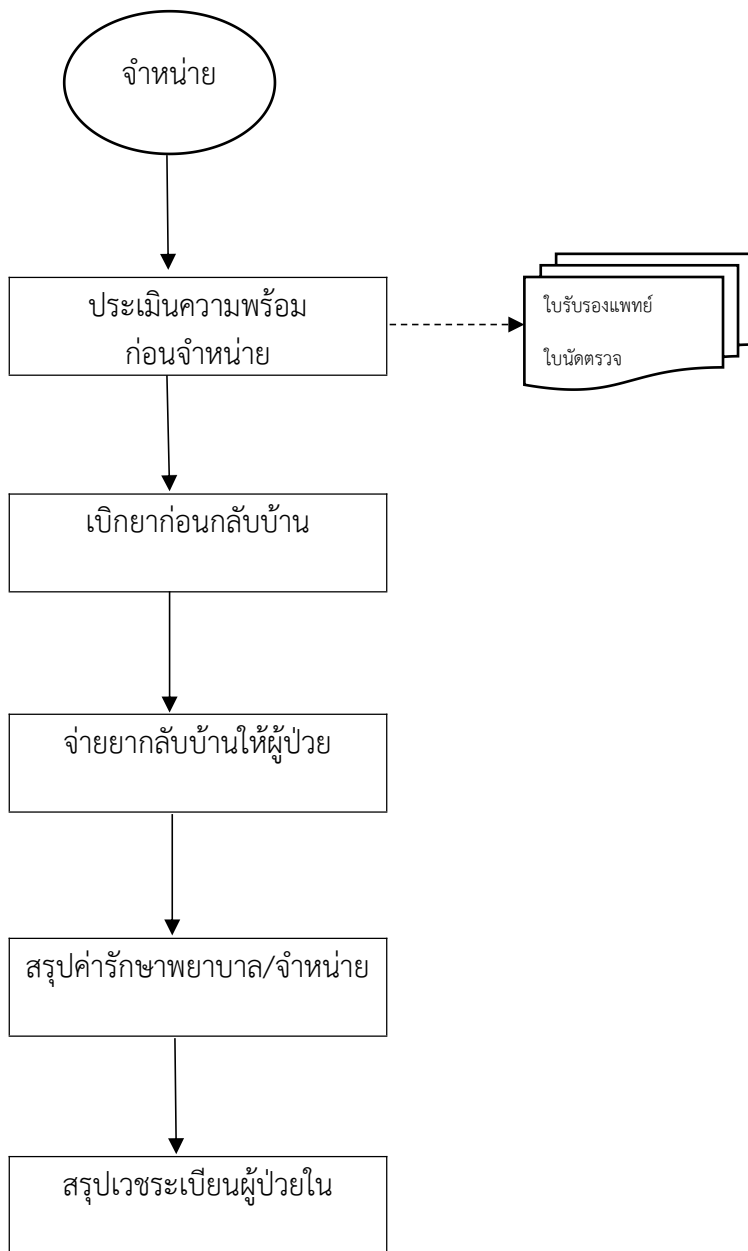 จำหน่าย
ประเมินความพร้อม
ก่อนจำหน่าย
ใบรับรองแพทย์
ใบนัดตรวจ
เบิกยาก่อนกลับบ้าน
จ่ายยากลับบ้านให้ผู้ป่วย
สรุปค่ารักษาพยาบาล/จำหน่าย
สรุปเวชระเบียนผู้ป่วยใน